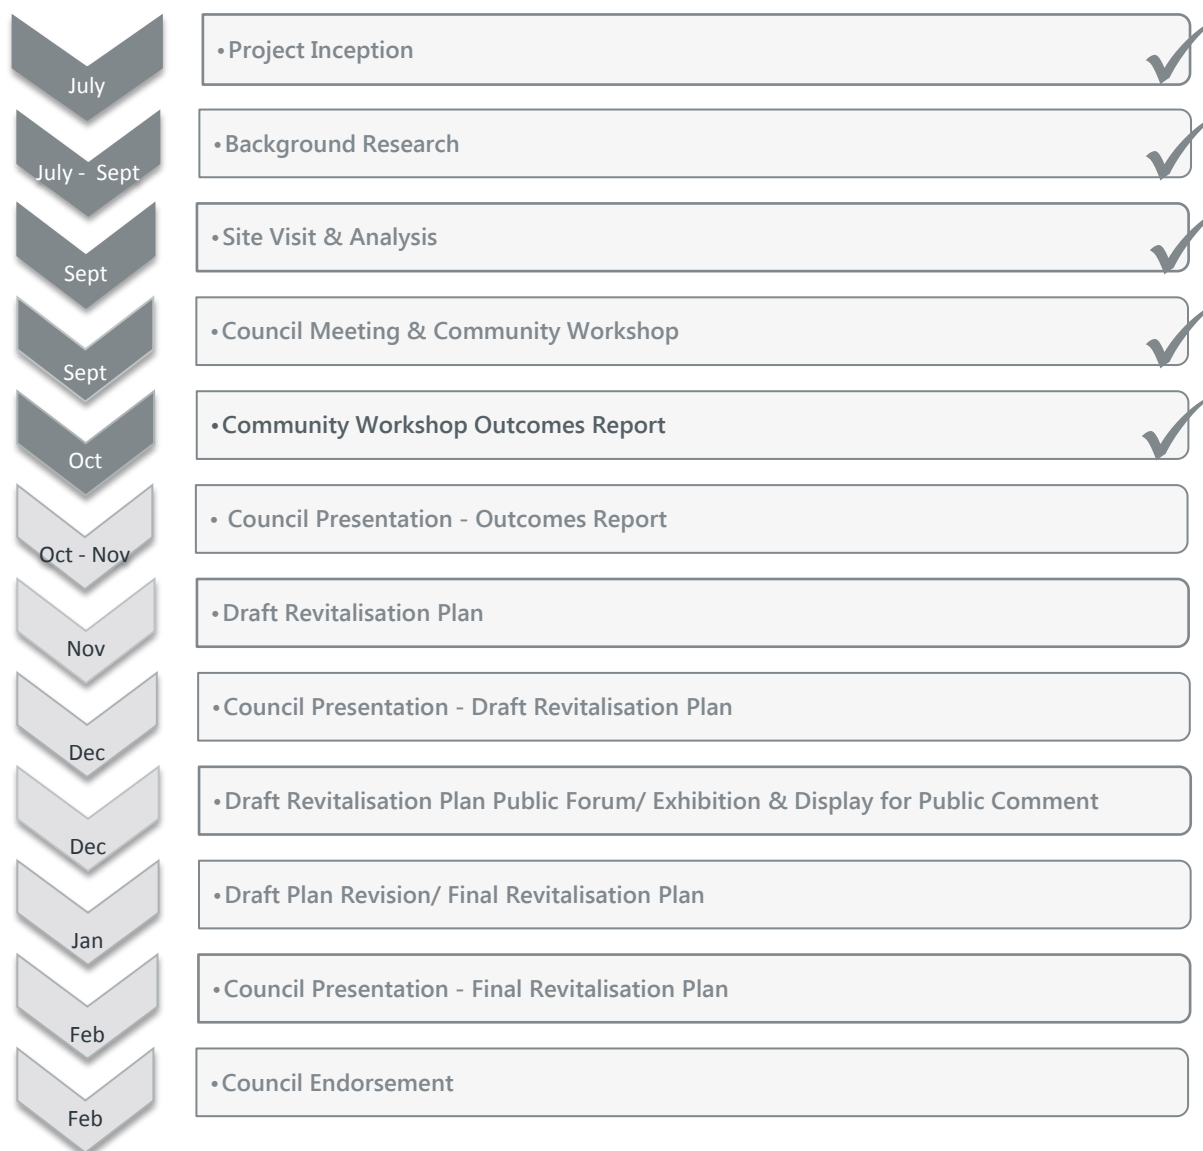 July
• Project Inception
July - Sept
• Background Research
Sept
• Site Visit & Analysis
Sept
• Council Meeting & Community Workshop
Oct
• Community Workshop Outcomes Report
Oct - Nov
• Council Presentation - Outcomes Report
Nov
• Draft Revitalisation Plan
Dec
• Council Presentation - Draft Revitalisation Plan
Dec
• Draft Revitalisation Plan Public Forum/ Exhibition & Display for Public Comment
Jan
• Draft Plan Revision/ Final Revitalisation Plan
Feb
• Council Presentation - Final Revitalisation Plan
Feb
• Council Endorsement